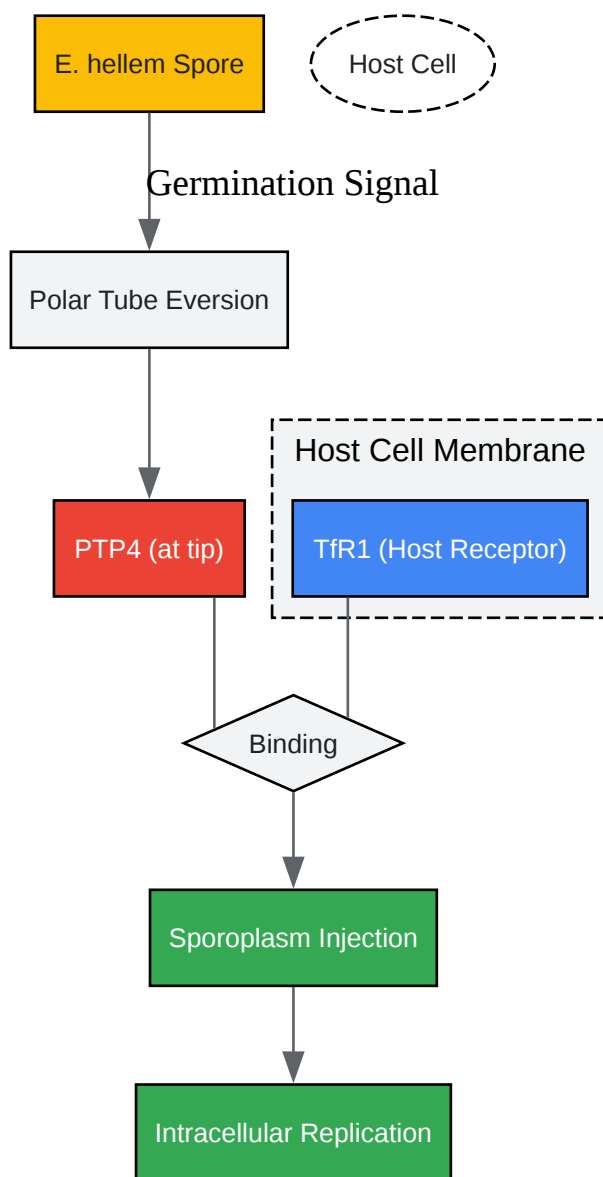 E. hellem Spore
Host Cell
Germination Signal
Polar Tube Eversion
Host Cell Membrane
PTP4 (at tip)
TfR1 (Host Receptor)
Binding
Sporoplasm Injection
Intracellular Replication